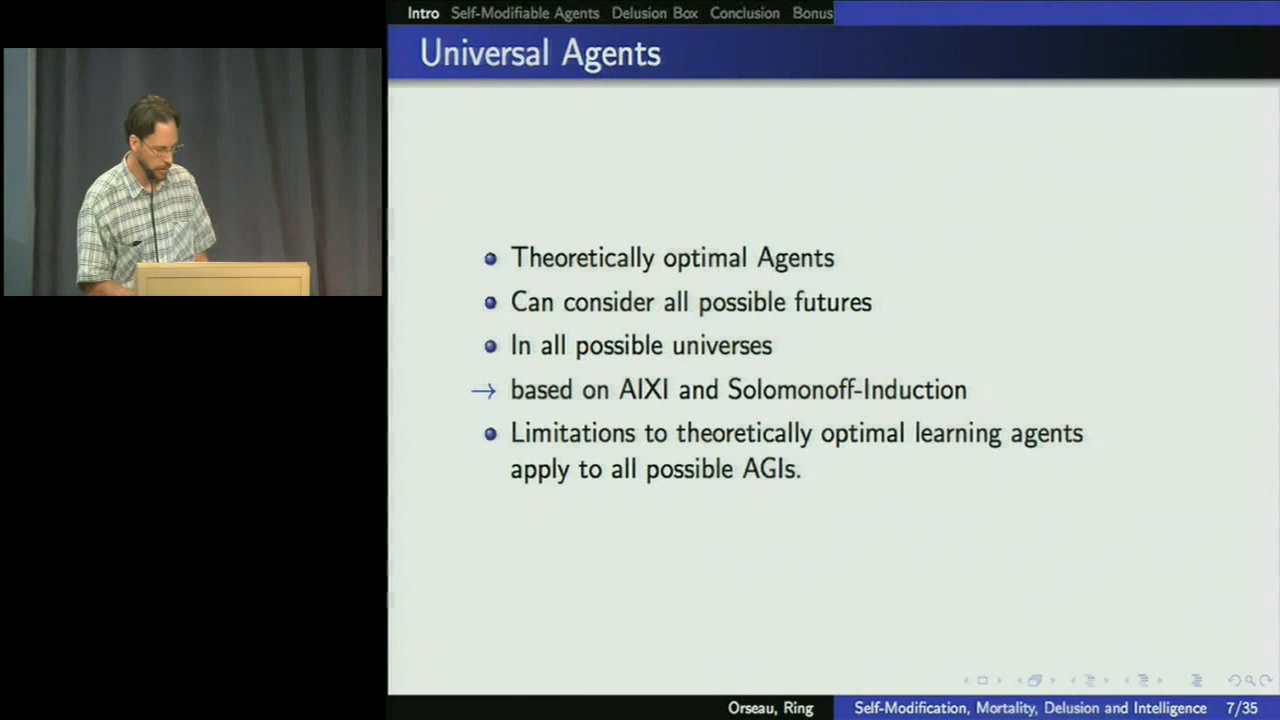 Intro Self-Modifiable Agents Delusion Box Conclusion Bonus
Universal Agents
Theoretically optimal Agents
Can consider all possible futures
In all possible universes
→ based on AIXI and Solomonoff-Induction
Limitations to theoretically optimal learning agents
apply to all possible AGIs.
Orseau, Ring Self-Modification, Mortality, Delusion and Intelligence 7/35